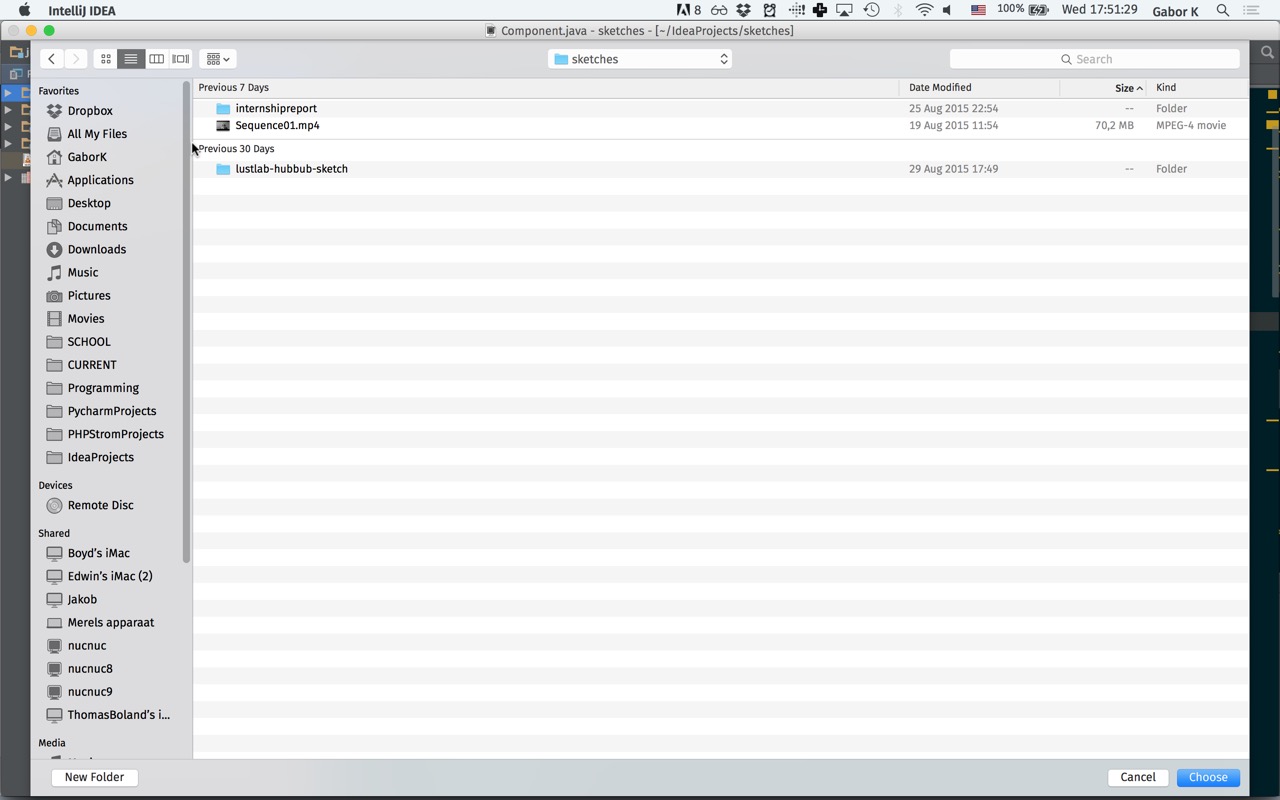 IntelliJ IDEA
8
100%
Wed 17:51:29
Gabor K
Component.java - sketches - [~/IdeaProjects/sketches]
sketches
Search
Favorites
Dropbox
All My Files
GaborK
Applications
Desktop
Documents
Downloads
Music
Pictures
Movies
SCHOOL
CURRENT
Programming
PycharmProjects
PHPStromProjects
IdeaProjects
Devices
Remote Disc
Shared
Boyd's iMac
Edwin's iMac (2)
Jakob
Merels apparaat
nucnuc
nucnuc8
nucnuc9
ThomasBoland's i...
Media
Previous 7 Days Date Modified Size Kind
internshipreport 25 Aug 2015 22:54 -- Folder
Sequence01.mp4 19 Aug 2015 11:54 70,2 MB MPEG-4 movie
Previous 30 Days
lustlab-hubbub-sketch 29 Aug 2015 17:49 -- Folder
New Folder
Cancel
Choose